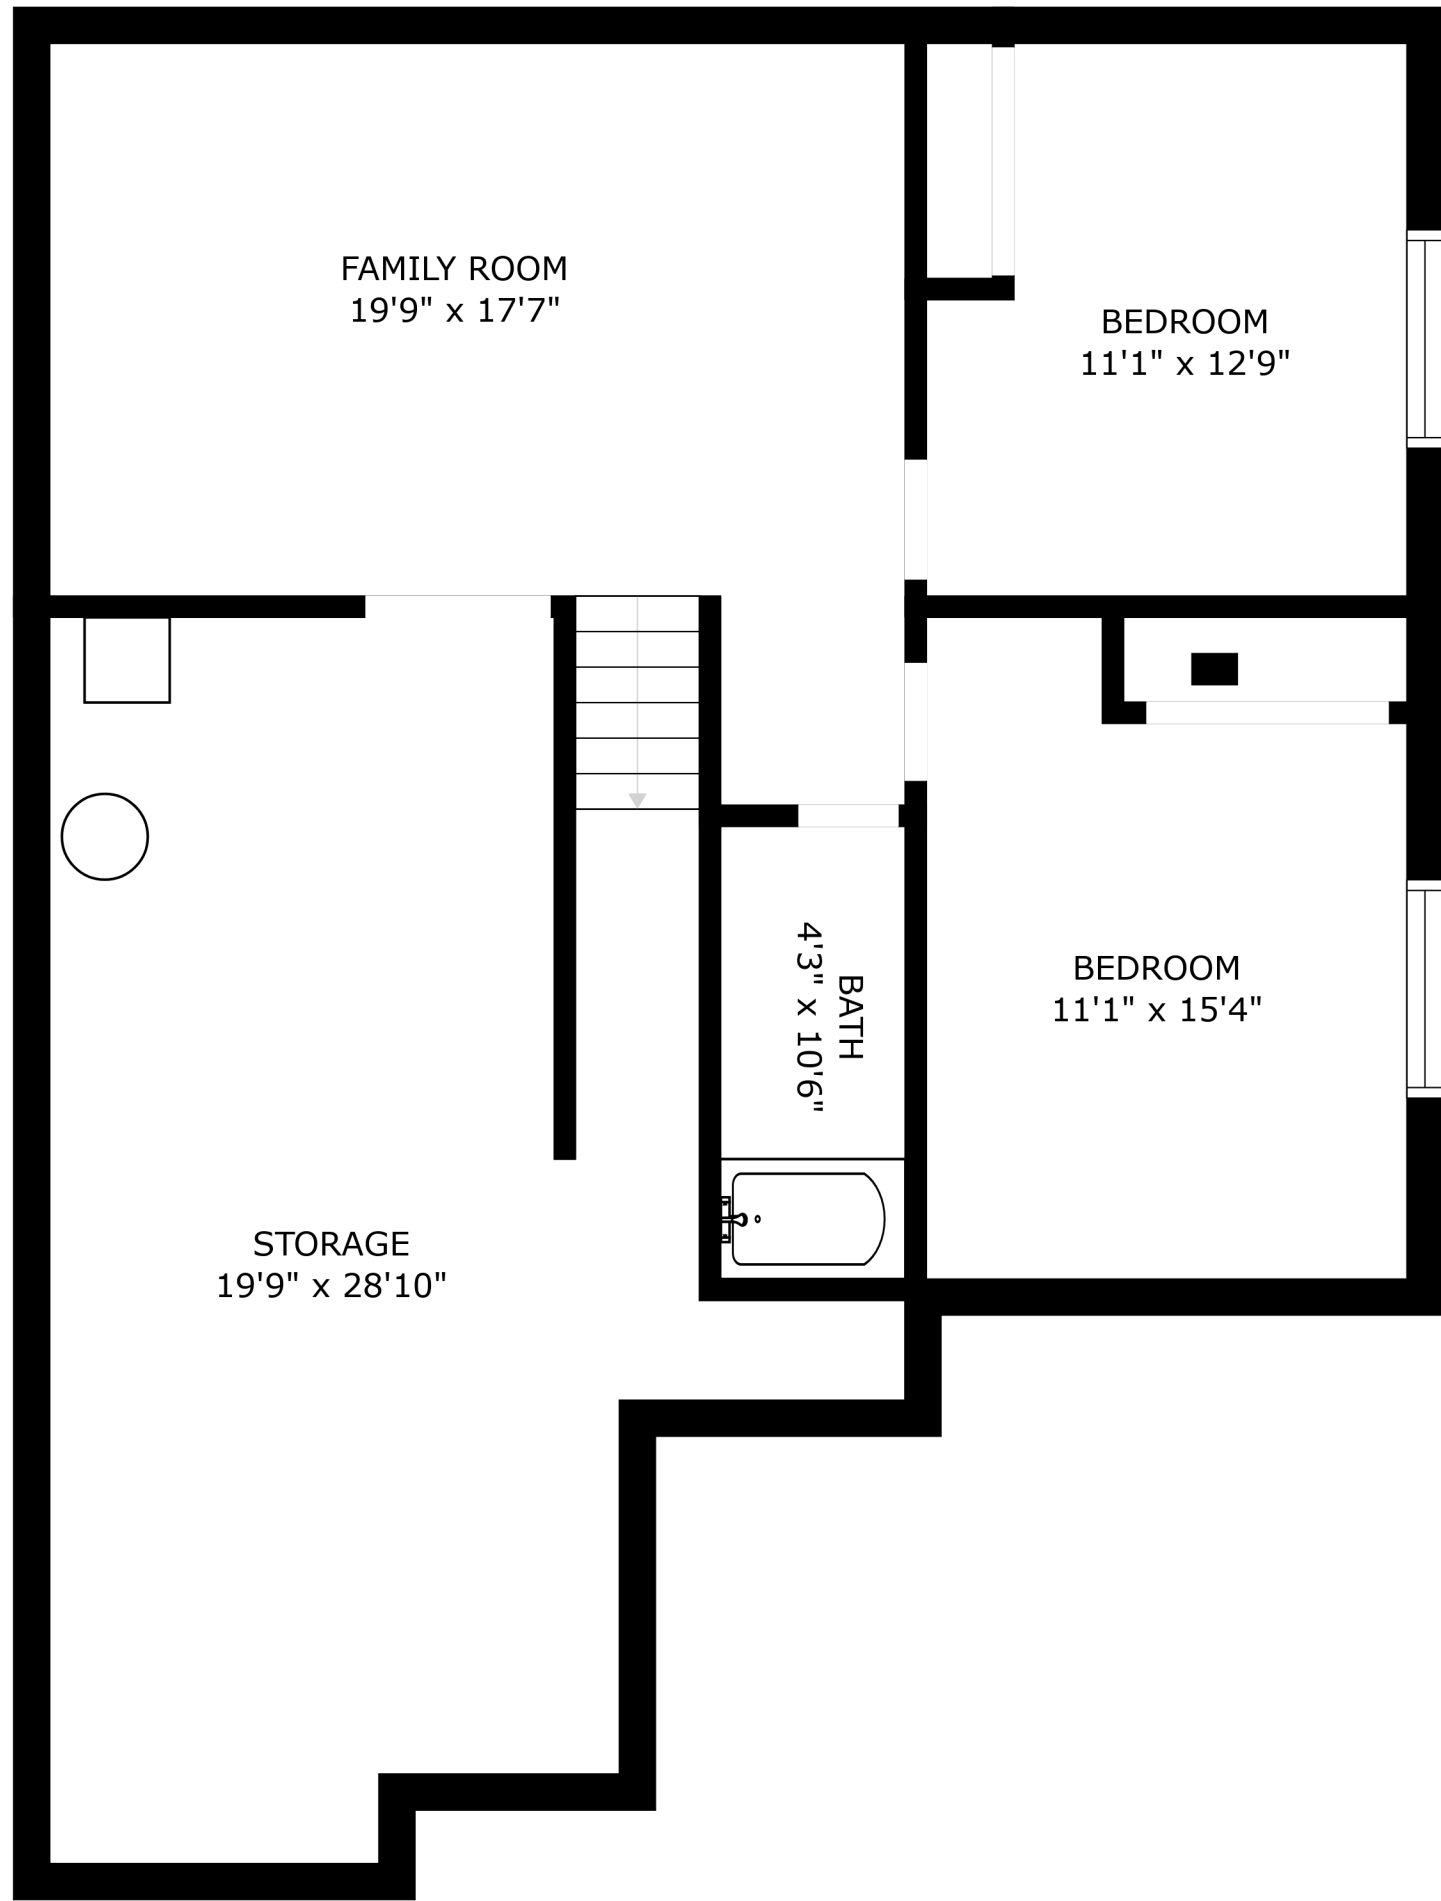 FAMILY ROOM
19'9" x 17'7"
BEDROOM
11'1" x 12'9"
BATH
4'3" x 10'6"
BEDROOM
11'1" x 15'4"
STORAGE
19'9" x 28'10"